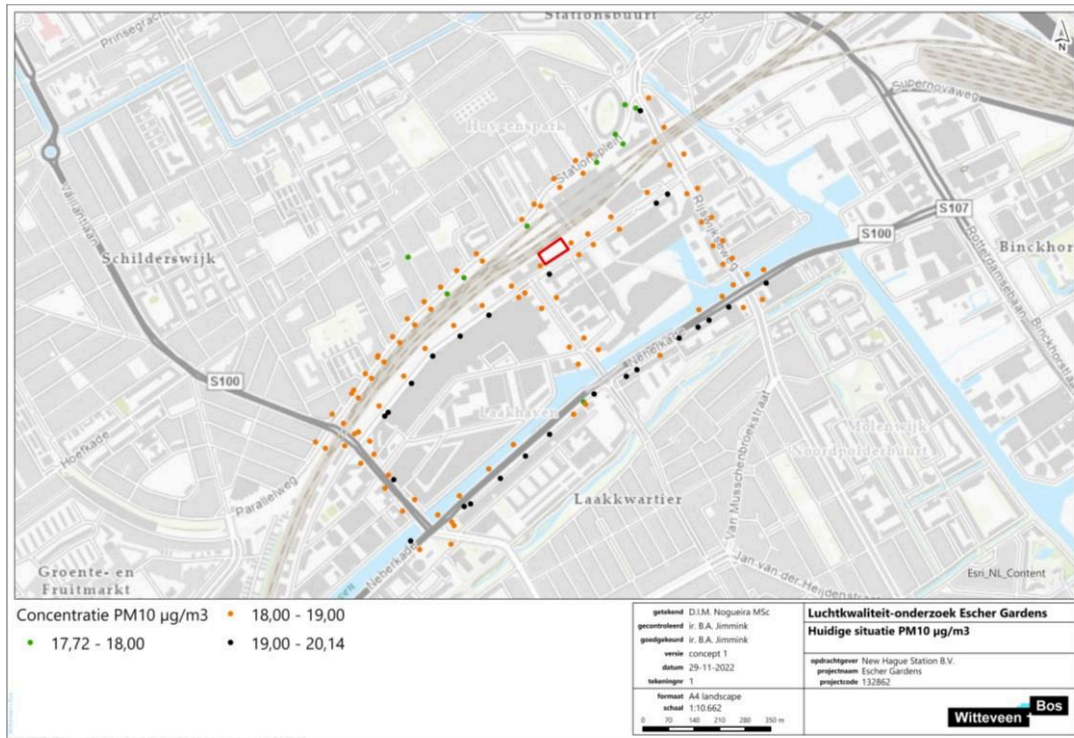 Stationsbuurt
Prinsegracht
N
Supernovaweg
Huygenspark
Stationsplein
Vaillantlaan
S107
S100
Binckhor
Schilderswijk
Rijswijkseweg
Rotterdamsebaan
Binckhorstlaan
Neherkade
S100
Laakhaven
Molenwijk
Noordpolderbuurt
Hoefkade
Parallelweg
Laakkwartier
Van Musschenbroekstraat
Neherkade
Jan van der Heijdenstraat
Groente- en
Fruitmarkt
Esri_NL_Content
Concentratie PM10 µg/m3
17,72 - 18,00
18,00 - 19,00
19,00 - 20,14
getekend D.I.M. Nogueira MSc
gecontroleerd ir. B.A. Jimmink
goedgekeurd ir. B.A. Jimmink
versie concept 1
datum 29-11-2022
tekeningnr 1
formaat A4 landscape
schaal 1:10.662
0 70 140 210 280 350 m
Luchtkwaliteit-onderzoek Escher Gardens
Huidige situatie PM10 µg/m3
opdrachtgever New Hague Station B.V.
projectnaam Escher Gardens
projectcode 132862
Witteveen + Bos